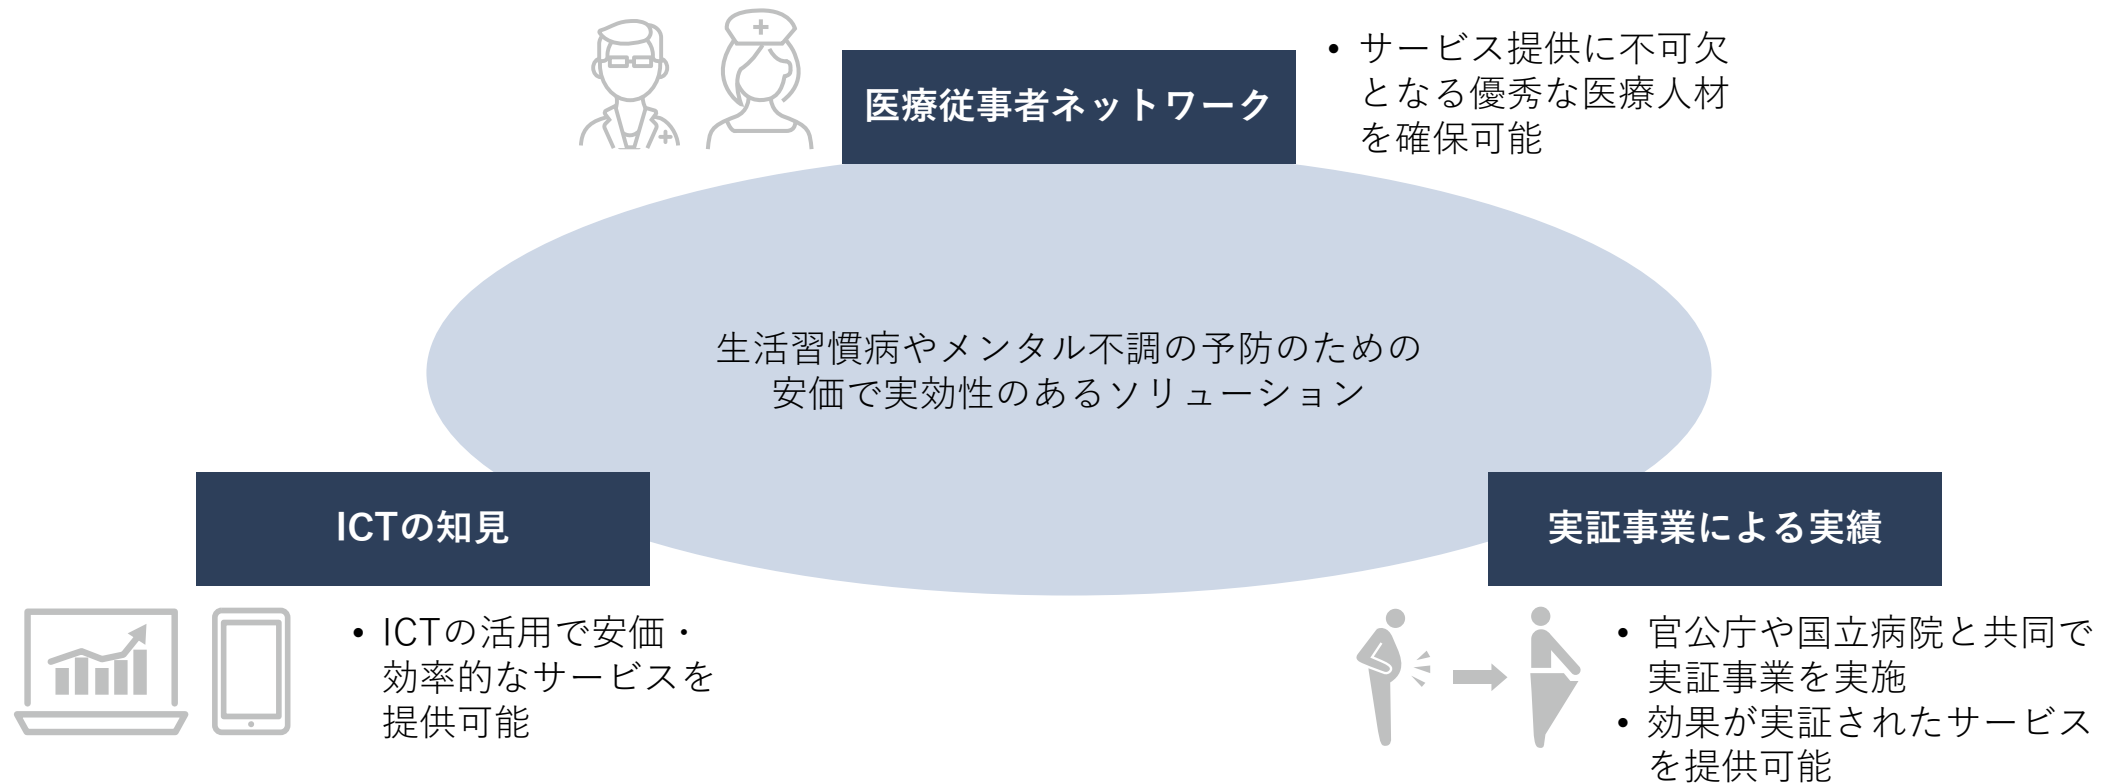 医療従事者ネットワーク
• サービス提供に不可欠
となる優秀な医療人材
を確保可能
生活習慣病やメンタル不調の予防のための
安価で実効性のあるソリューション
ICTの知見
• ICTの活用で安価・
効率的なサービスを
提供可能
実証事業による実績
• 官公庁や国立病院と共同で
実証事業を実施
• 効果が実証されたサービス
を提供可能